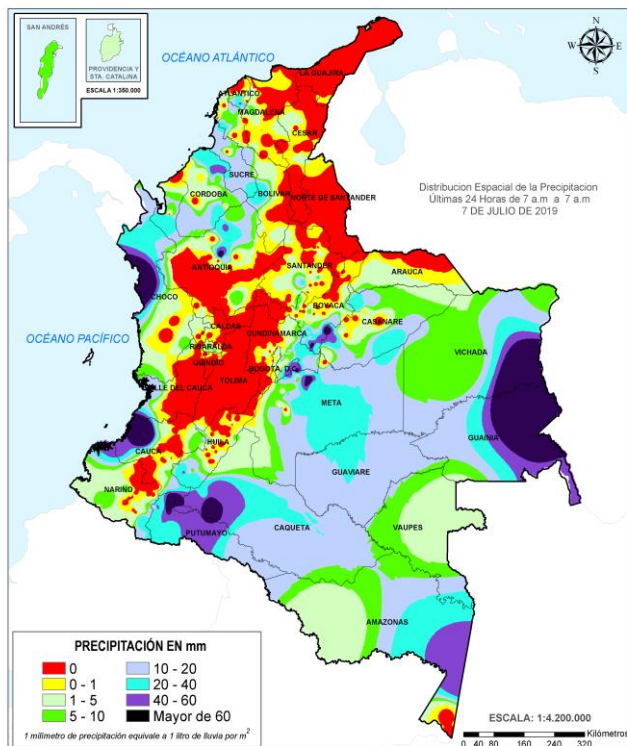 SAN ANDRÉS
PROVIDENCIA Y
STA. CATALINA
ESCALA 1:350.000
OCÉANO ATLÁNTICO
N
W E
S
LA GUAJIRA
ATLÁNTICO
MAGDALENA
CESAR
SUCRE
CORDOBA
BOLIVAR
NORTE DE SANTANDER
Distribucion Espacial de la Precipitacion
Últimas 24 Horas de 7 a.m a 7 a.m
7 DE JULIO DE 2019
ANTIOQUIA
SANTANDER
ARAUCA
CHOCO
BOYACA
CASANARE
OCÉANO PACÍFICO
CALDAS
CUNDINAMARCA
RISARALDA
VICHADA
QUINDIO
BOGOTA, D.C.
VALLE DEL CAUCA
TOLIMA
META
GUAINIA
HUILA
CAUCA
GUAVIARE
NARIÑO
VAUPES
CAQUETA
PUTUMAYO
AMAZONAS
PRECIPITACIÓN EN mm
0 10 - 20
0 - 1 20 - 40
1 - 5 40 - 60
5 - 10 Mayor de 60
1 milimetro de precipitación equivale a 1 litro de lluvia por m2
ESCALA: 1:4.200.000
0 40 80 160 240 320
Kilómetros